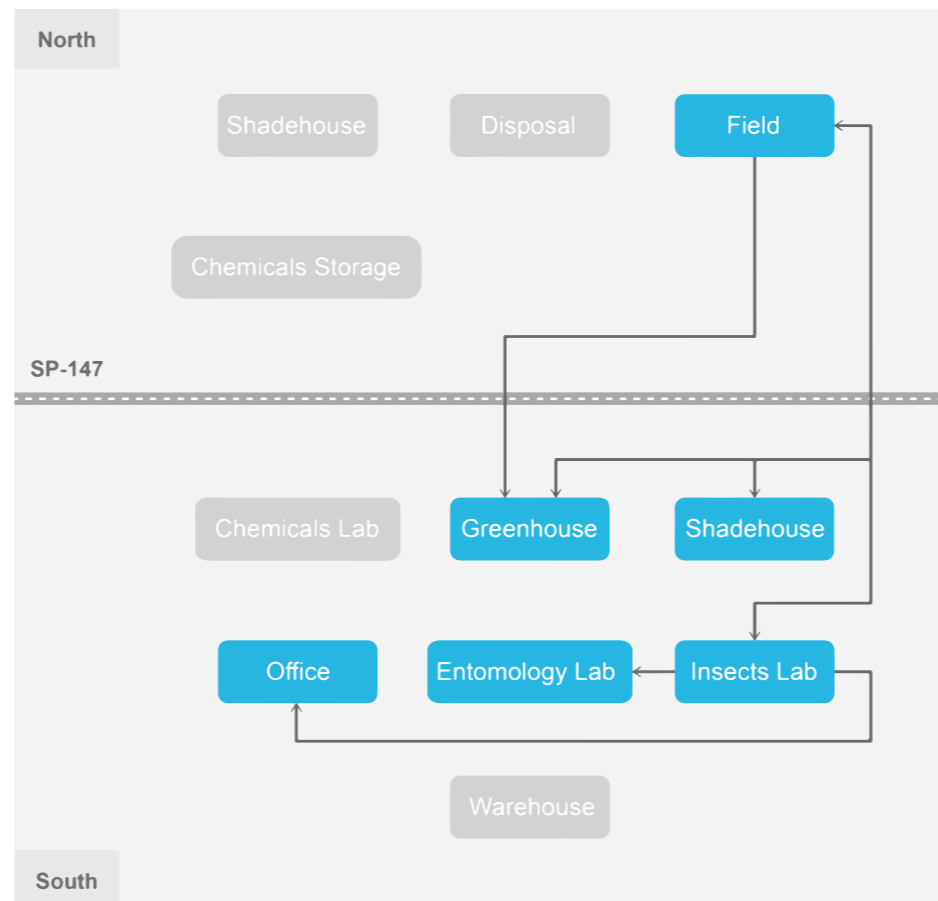 North
Shadehouse
Disposal
Field
Chemicals Storage
SP-147
Chemicals Lab
Greenhouse
Shadehouse
Office
Entomology Lab
Insects Lab
Warehouse
South